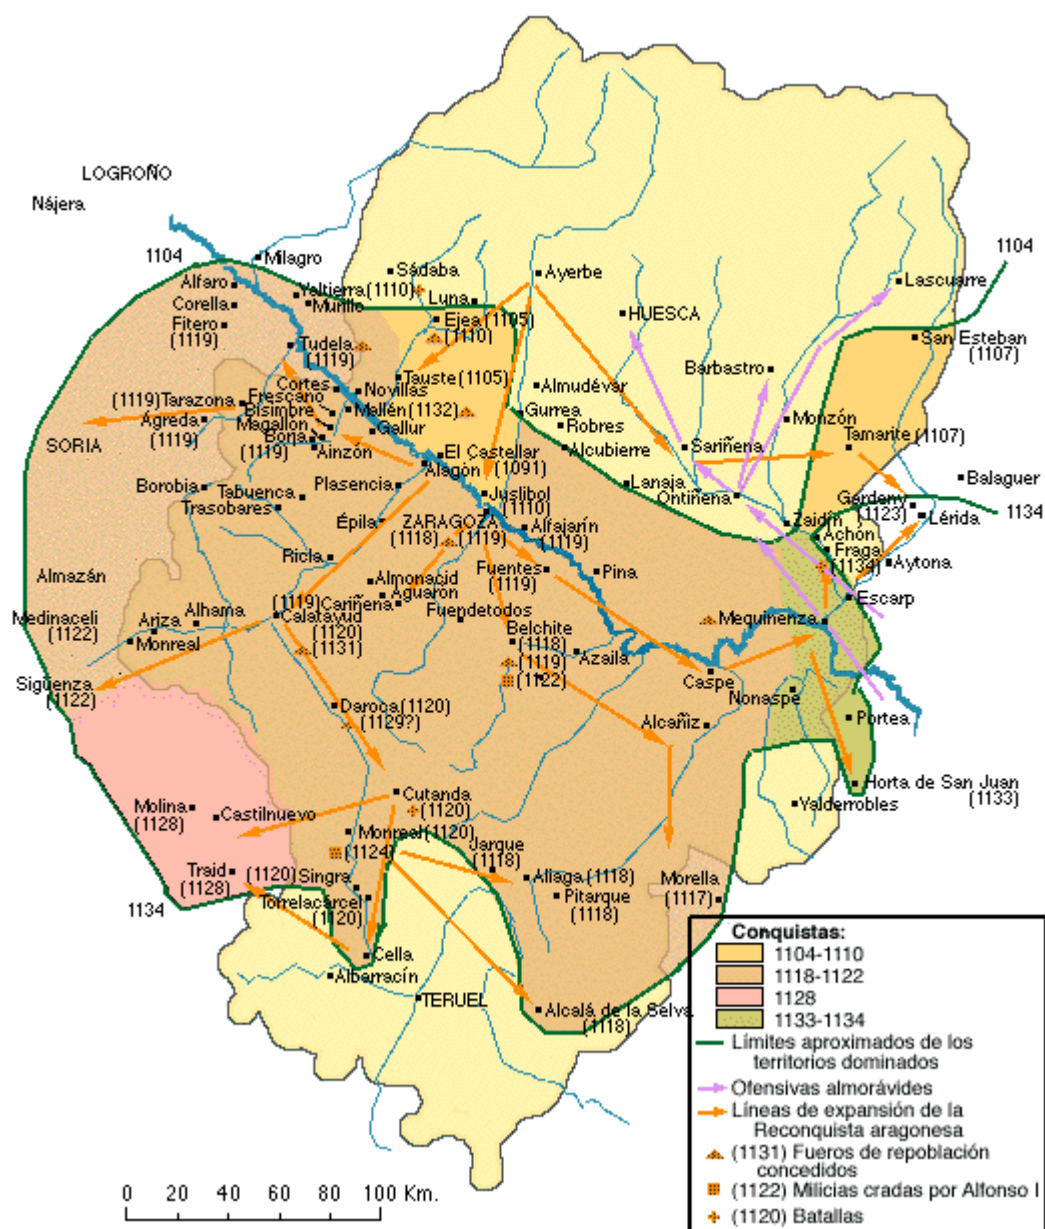 LOGROÑO
Nájera
1104
Milagro
1104
Sádaba
Ayerbe
Alfaro
Valtierra (1110)
Lascuarre
Corella
Murillo
Luna
HUESCA
Fitero
(1119)
Ejea (1105)
(1110)
San Esteban
(1107)
Tudela
(1119)
Barbastro
Tauste (1105)
Almudévar
(1119) Tarazona
Cortes
Novillas
Frescano
Bisimbre
Mallén (1132)
Gurrea
Monzón
Agreda
(1119)
Magallon
Gallur
Robres
SORIA
Borja
(1119)
Ainzón
Alcubierre
Sariñena
Tamarite (1107)
El Castellar
(1091)
Alagón
Balaguer
Borobia
Tabuenca
Plasencia
Lanaja
Ontiñena
Gardeny
(1123)
Trasobares
Juslibol
(1110)
1134
Lérida
Épila
ZARAGOZA
(1118)
(1119)
Alfajarín
(1119)
Zaidín
Achón
Fraga
(1134)
Ricla
Aytona
Almazán
Almonacid
Fuentes
(1119)
Pina
Aguarón
Escarp
Medinaceli
(1122)
Ariza
Alhama
(1119) Cariñena
Calatayud
(1120)
(1131)
Fuendetodos
Mequinenza
Monreal
Belchite
(1118)
(1119)
(1122)
Azaila
Sigüenza
(1122)
Caspe
Nonaspe
Daroca (1120)
(1129?)
Alcañiz
Portea
Cutanda
(1120)
Horta de San Juan
(1133)
Molina
(1128)
Castilnuevo
Valderrobles
Monreal (1120)
(1124)
Jarque
(1118)
Traid
(1128)
(1120) Singra
Aliaga (1118)
Morella
(1117)
1134
Torrelacarcel
(1120)
Pitarque
(1118)
Cella
Albarracín
TERUEL
Alcalá de la Selva
(1118)
Conquistas:
1104-1110
1118-1122
1128
1133-1134
Límites aproximados de los
territorios dominados
Ofensivas almorávides
Líneas de expansión de la
Reconquista aragonesa
(1131) Fueros de repoblación
concedidos
(1122) Milicias cradas por Alfonso I
(1120) Batallas
0 20 40 60 80 100 Km.